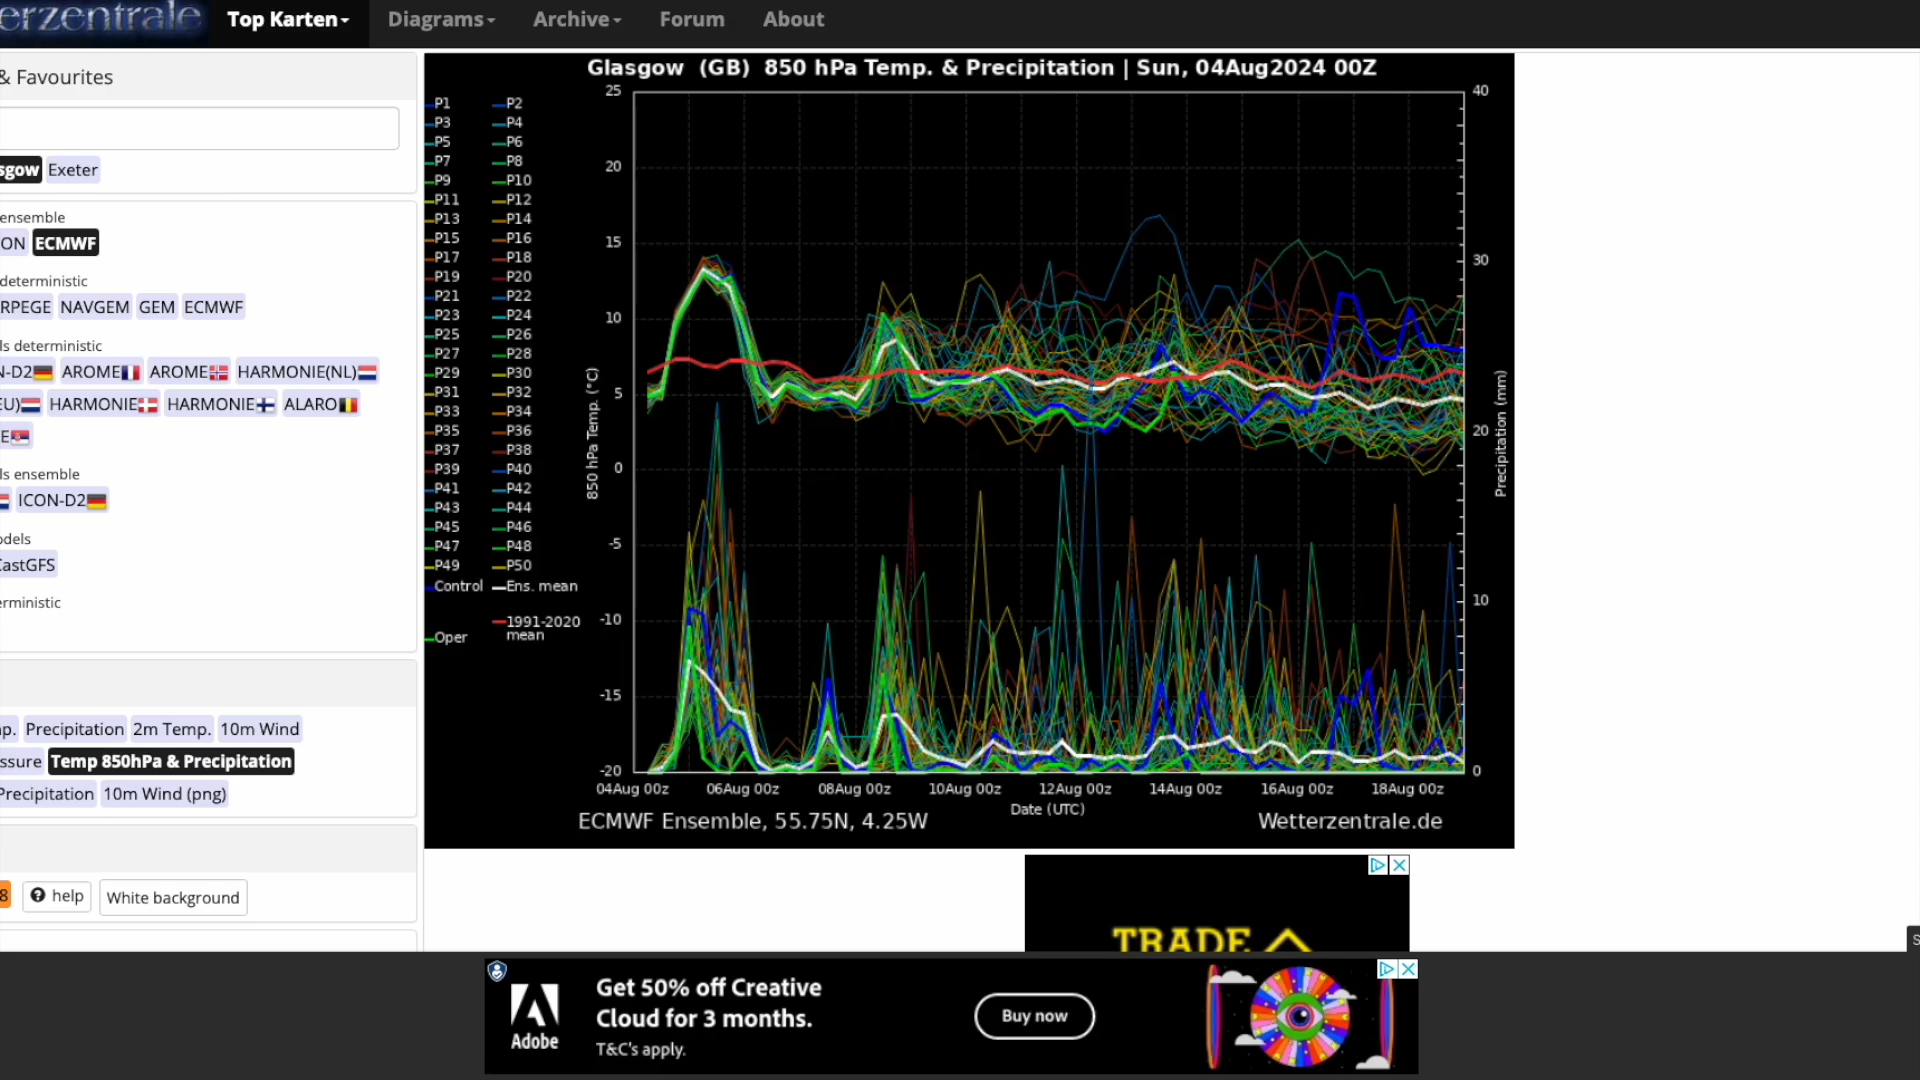 erzentrale Top Karten Diagrams Archive Forum About
& Favourites
sgow Exeter
ensemble
ON ECMWF
deterministic
RPEGE NAVGEM GEM ECMWF
ls deterministic
N-D2 AROME AROME HARMONIE(NL)
EU) HARMONIE HARMONIE ALARO
E
ls ensemble
ICON-D2
odels
CastGFS
erministic
p. Precipitation 2m Temp. 10m Wind
ssure Temp 850hPa & Precipitation
Precipitation 10m Wind (png)
8 help White background
Glasgow (GB) 850 hPa Temp. & Precipitation | Sun, 04Aug2024 00Z
P1 P2
P3 P4
P5 P6
P7 P8
P9 P10
P11 P12
P13 P14
P15 P16
P17 P18
P19 P20
P21 P22
P23 P24
P25 P26
P27 P28
P29 P30
P31 P32
P33 P34
P35 P36
P37 P38
P39 P40
P41 P42
P43 P44
P45 P46
P47 P48
P49 P50
Control Ens. mean
1991-2020
mean
Oper
850 hPa Temp. (°C)
25
20
15
10
5
0
-5
-10
-15
-20
40
30
20
10
0
Precipitation (mm)
04Aug 00z 06Aug 00z 08Aug 00z 10Aug 00z 12Aug 00z 14Aug 00z 16Aug 00z 18Aug 00z
Date (UTC)
ECMWF Ensemble, 55.75N, 4.25W Wetterzentrale.de
TRADE
S
Get 50% off Creative
Cloud for 3 months.
T&C's apply.
Adobe
Buy now